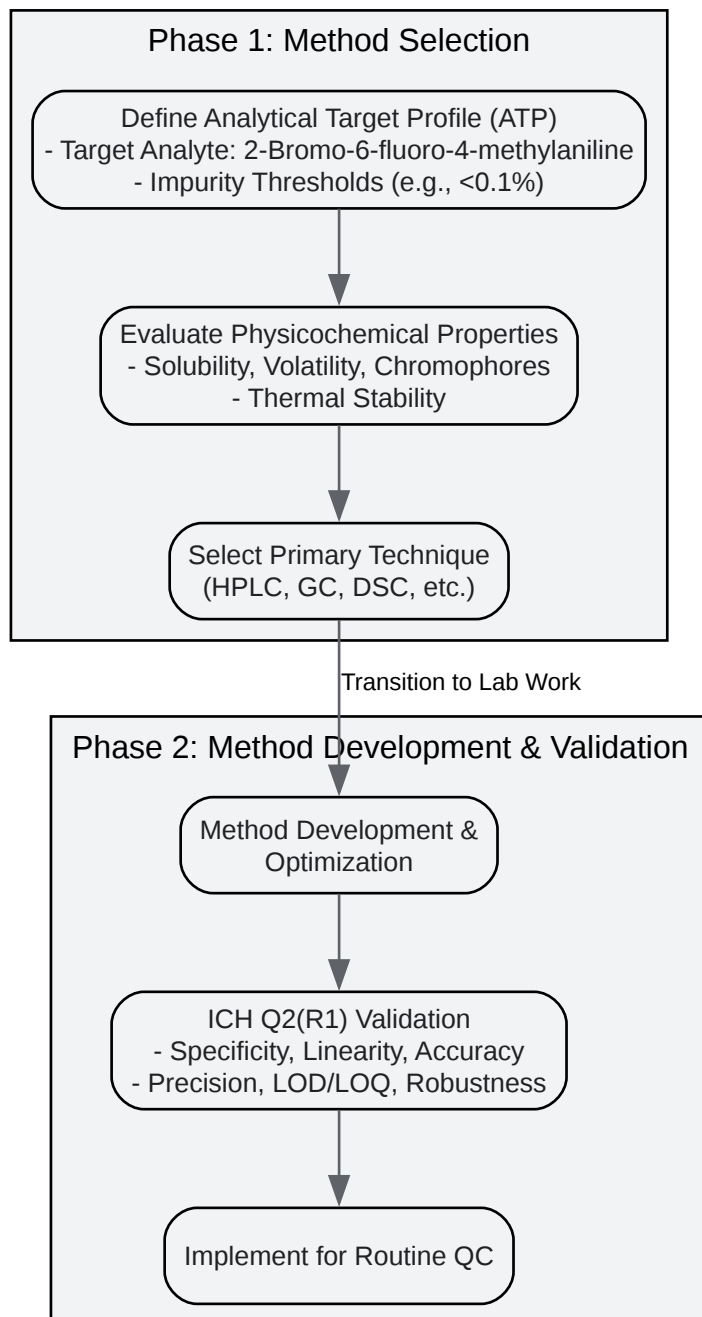 Phase 1: Method Selection
Define Analytical Target Profile (ATP)
- Target Analyte: 2-Bromo-6-fluoro-4-methylaniline
- Impurity Thresholds (e.g., <0.1%)
Evaluate Physicochemical Properties
- Solubility, Volatility, Chromophores
- Thermal Stability
Select Primary Technique
(HPLC, GC, DSC, etc.)
Transition to Lab Work
Phase 2: Method Development & Validation
Method Development &
Optimization
ICH Q2(R1) Validation
- Specificity, Linearity, Accuracy
- Precision, LOD/LOQ, Robustness
Implement for Routine QC